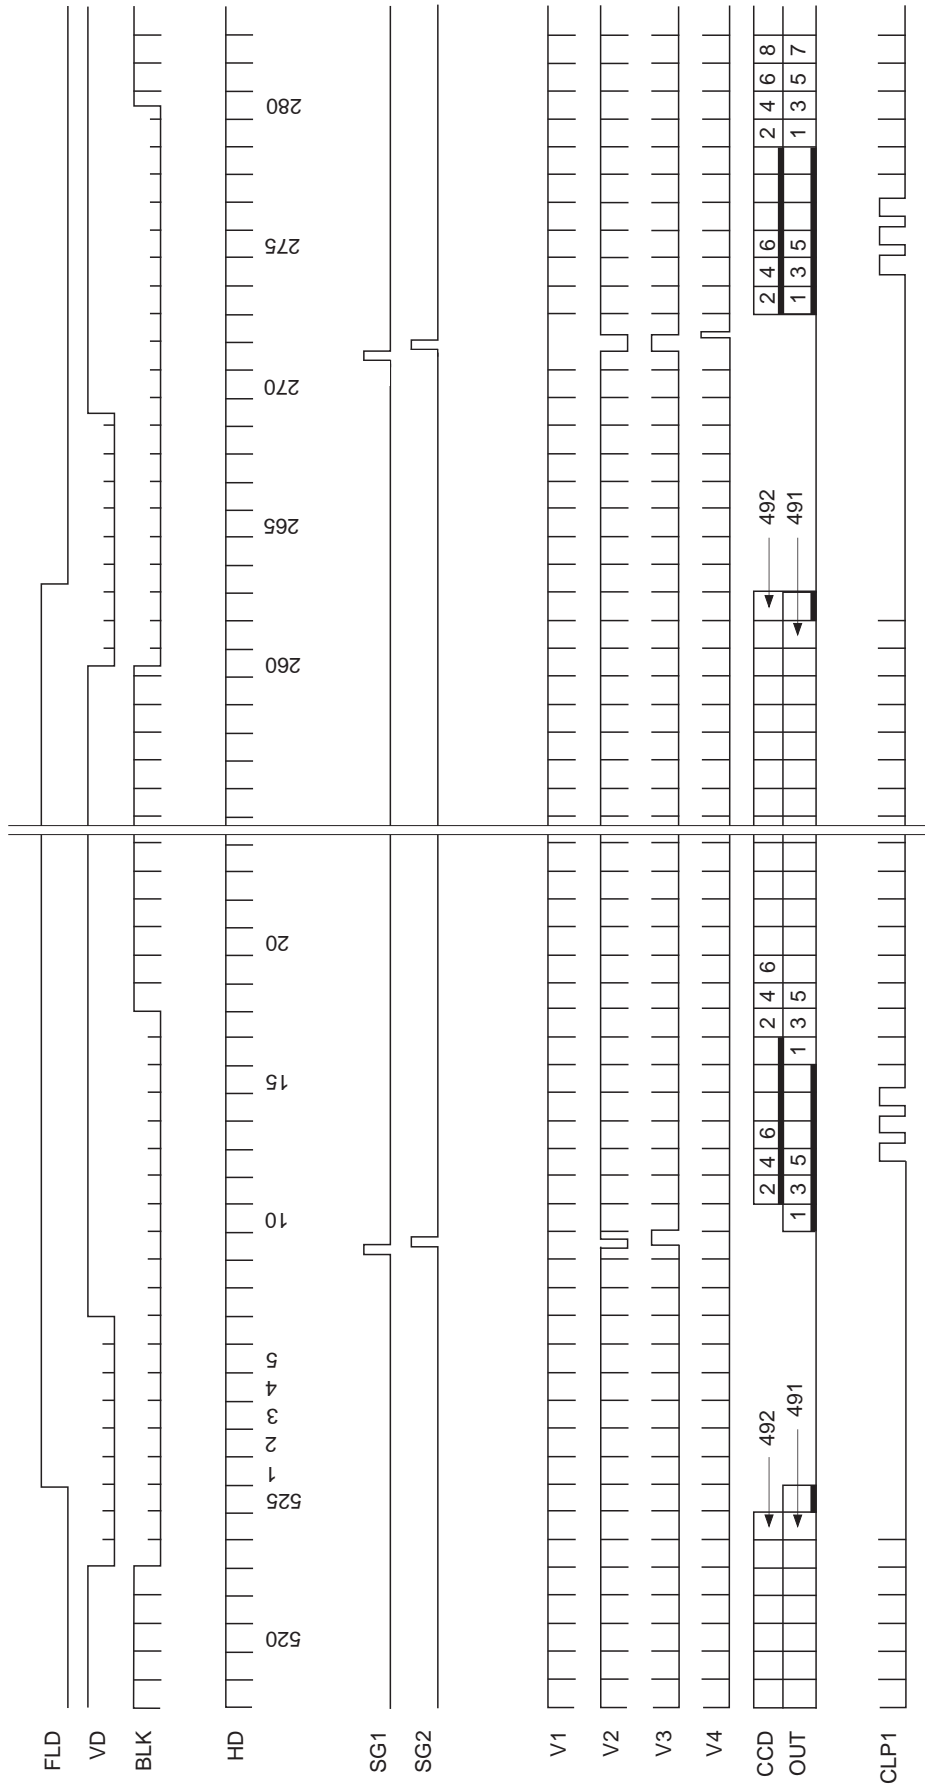 FLD
VD
BLK
HD
520 525 1 2 3 4 5 10 15 20 260 265 270 275 280
SG1
SG2
V1
V2
V3
V4
CCD 492 2 4 6 2 4 6 492 2 4 6 2 4 6 8
OUT 491 1 3 5 1 3 5 491 1 3 5 1 3 5 7
CLP1